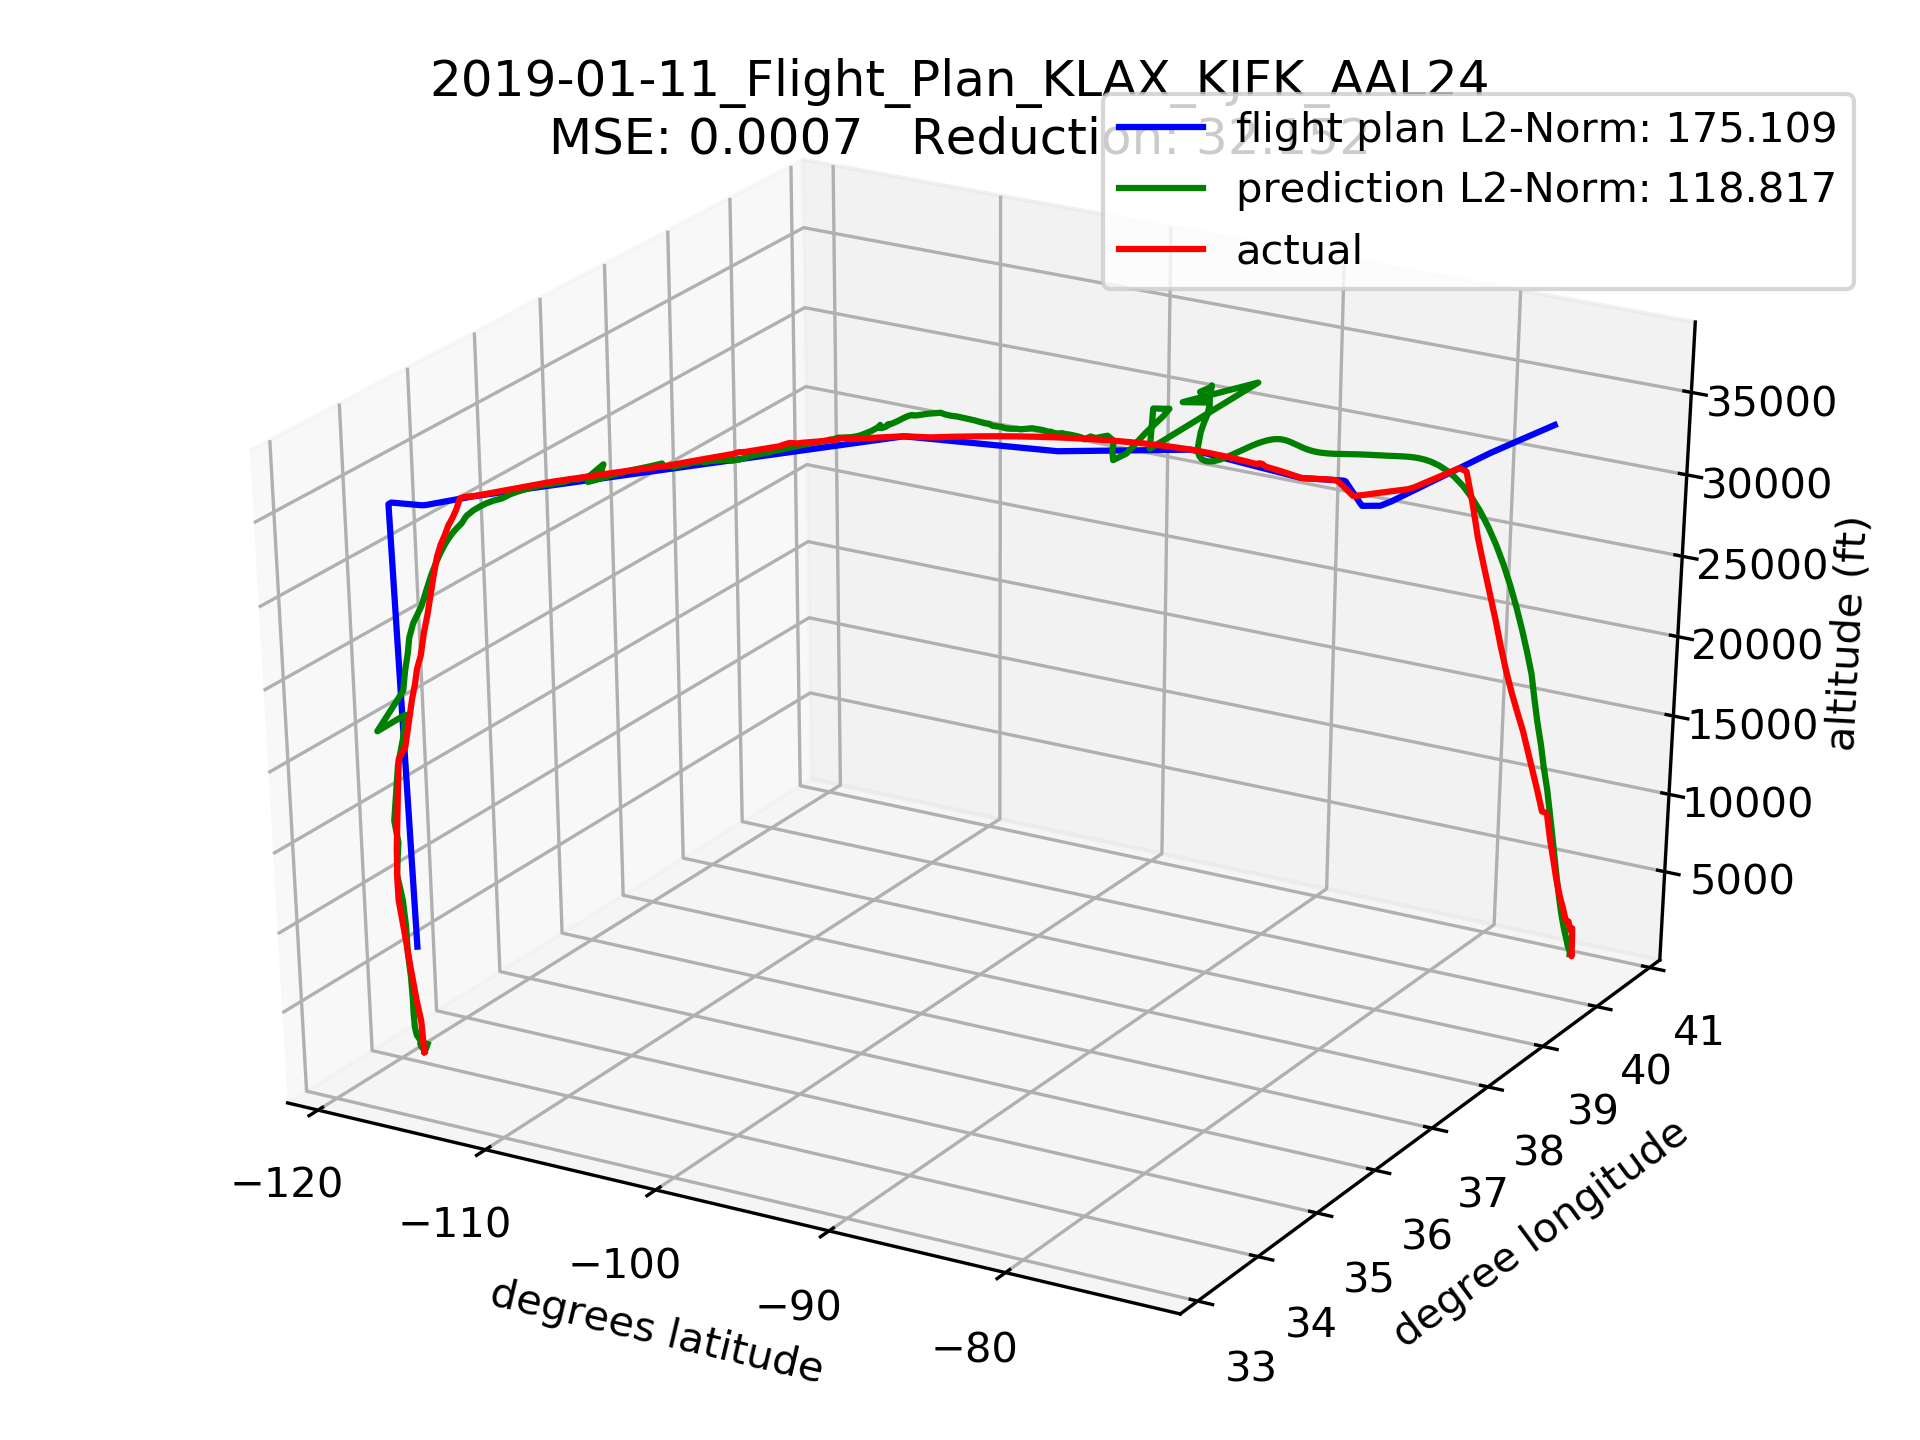 2019-01-11_Flight_Plan_KLAX_KJFK_AAL24
MSE: 0.0007 Reduction: 32.152
flight plan L2-Norm: 175.109
prediction L2-Norm: 118.817
actual
35000
30000
25000
20000
15000
10000
5000
altitude (ft)
41
40
39
38
37
36
35
34
33
degree longitude
−120
−110
−100
−90
−80
degrees latitude